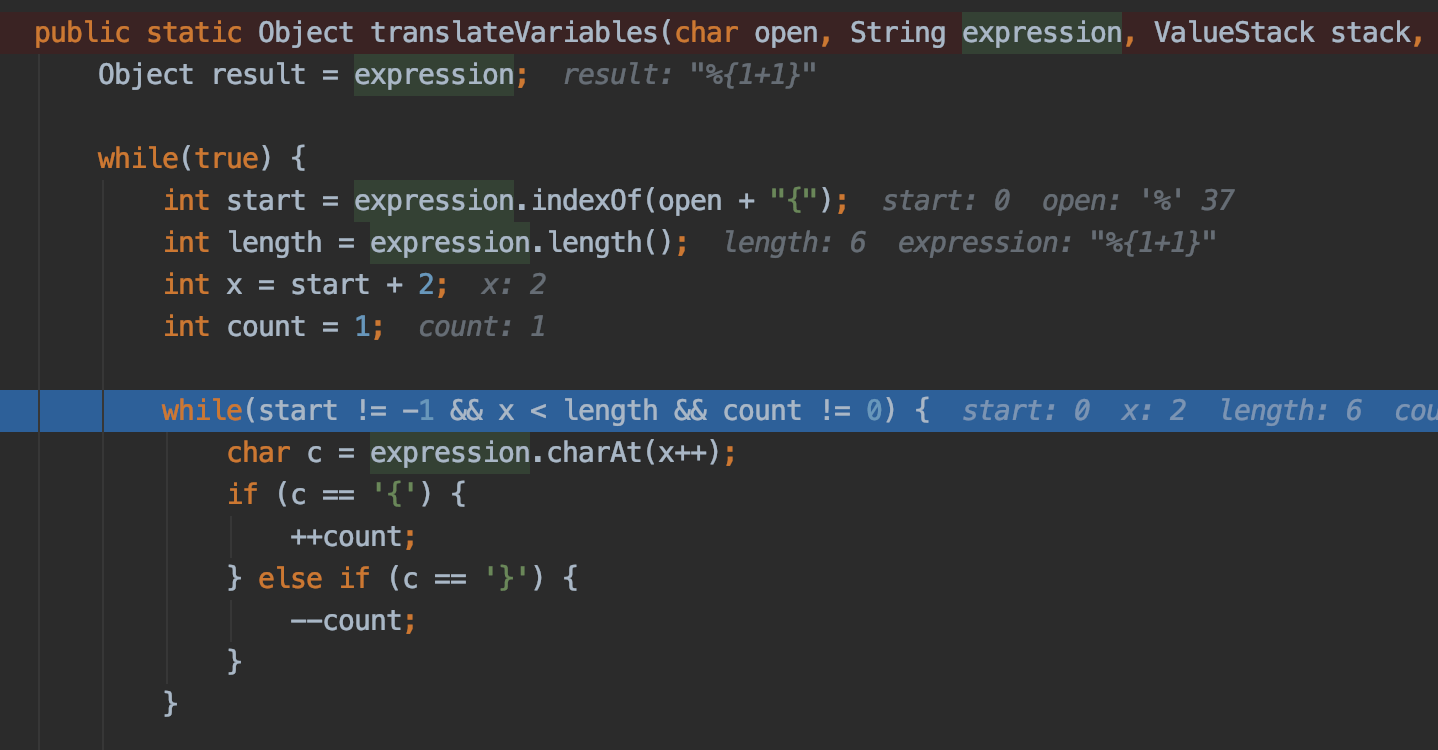 public static Object translateVariables(char open, String expression, ValueStack stack,
Object result = expression; result: "%{1+1}"
while(true) {
int start = expression.indexOf(open + "{"); start: 0 open: '%' 37
int length = expression.length(); length: 6 expression: "%{1+1}"
int x = start + 2; x: 2
int count = 1; count: 1
while(start != -1 && x < length && count != 0) { start: 0 x: 2 length: 6 cou
char c = expression.charAt(x++);
if (c == '{') {
++count;
} else if (c == '}') {
--count;
}
}